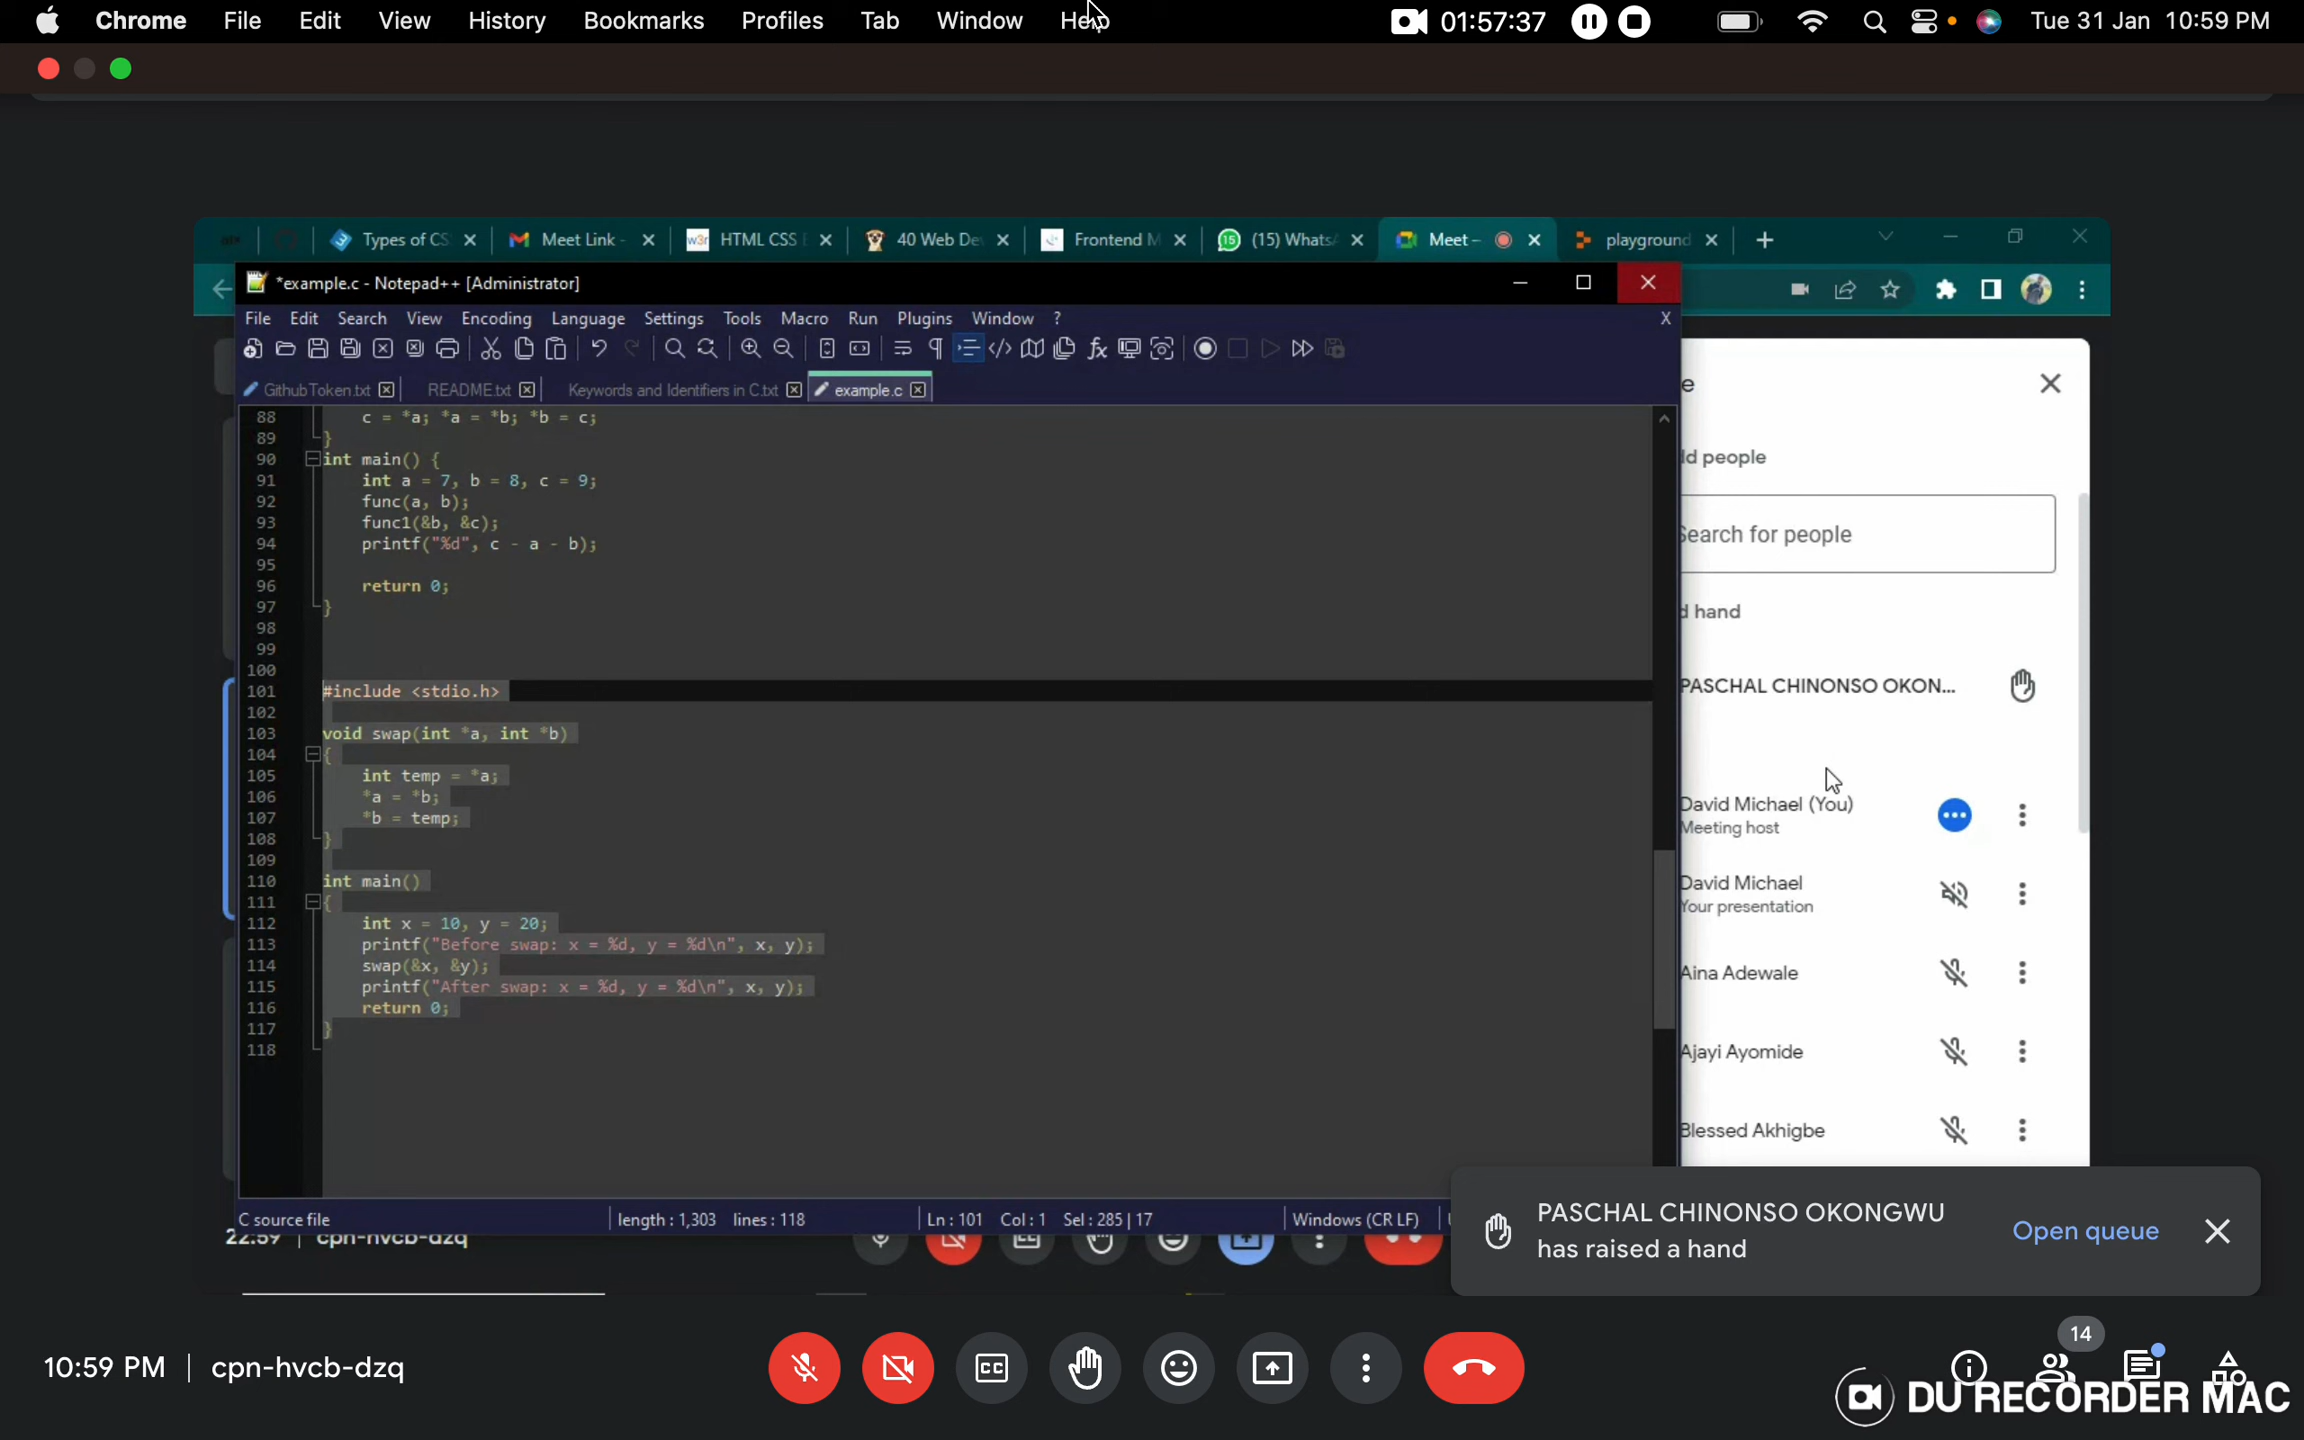 Chrome File Edit View History Bookmarks Profiles Tab Window Help 01:57:37 Tue 31 Jan 10:59 PM
Types of CS Meet Link - HTML CSS 40 Web De Frontend M (15) Whats Meet - playground
*example.c - Notepad++ [Administrator]
File Edit Search View Encoding Language Settings Tools Macro Run Plugins Window ? X
GithubToken.txt README.txt Keywords and Identifiers in C.txt example.c
88 c = *a; *a = *b; *b = c;
89 }
90 int main() {
91 int a = 7, b = 8, c = 9;
92 func(a, b);
93 func1(&b, &c);
94 printf("%d", c - a - b);
95
96 return 0;
97 }
98
99
100
101 #include <stdio.h>
102
103 void swap(int *a, int *b)
104 {
105 int temp = *a;
106 *a = *b;
107 *b = temp;
108 }
109
110 int main()
111 {
112 int x = 10, y = 20;
113 printf("Before swap: x = %d, y = %d\n", x, y);
114 swap(&x, &y);
115 printf("After swap: x = %d, y = %d\n", x, y);
116 return 0;
117 }
118
C source file length : 1,303 lines : 118 Ln : 101 Col : 1 Sel : 285 | 17 Windows (CR LF)
e
dd people
Search for people
d hand
PASCHAL CHINONSO OKON...
David Michael (You)
Meeting host
David Michael
Your presentation
Aina Adewale
Ajayi Ayomide
Blessed Akhigbe
22:59 | cpn-hvcb-dzq
PASCHAL CHINONSO OKONGWU
has raised a hand
Open queue
10:59 PM | cpn-hvcb-dzq
14
DU RECORDER MAC